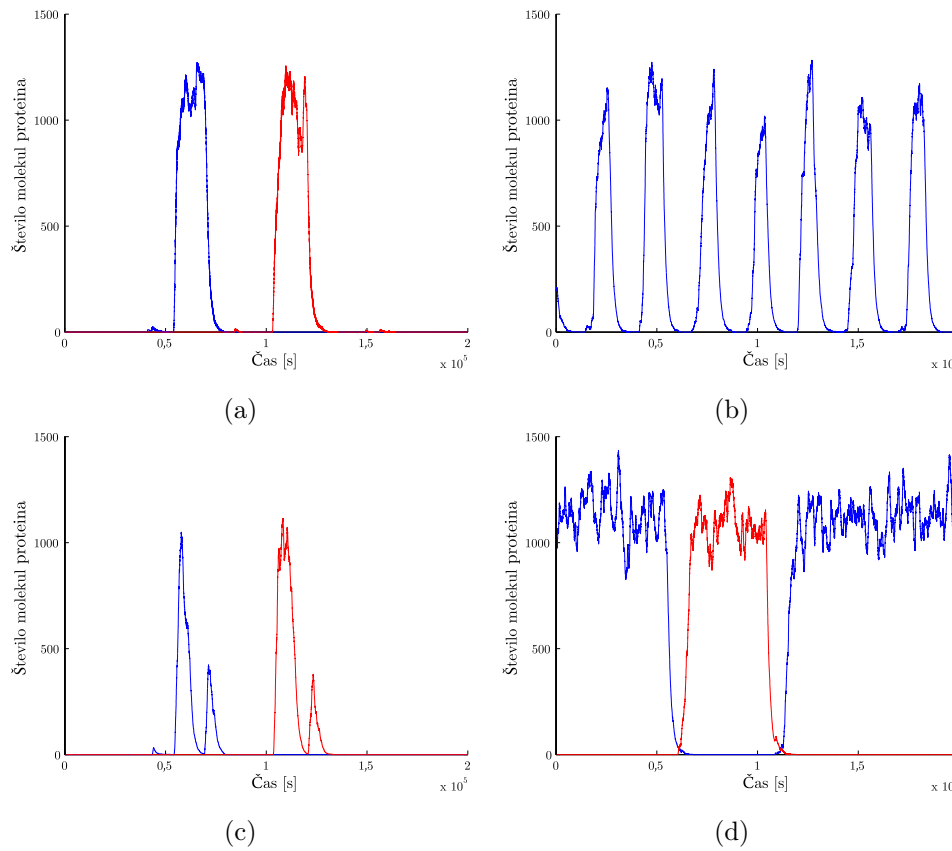 1500
1000
500
0
Število molekul proteina
0
0,5
1
1,5
2
Čas [s]
x 10⁵
(a)
1500
1000
500
0
Število molekul proteina
0
0,5
1
1,5
Čas [s]
x 10
(b)
1500
1000
500
0
Število molekul proteina
0
0,5
1
1,5
2
Čas [s]
x 10⁵
(c)
1500
1000
500
0
Število molekul proteina
0
0,5
1
1,5
Čas [s]
x 10
(d)